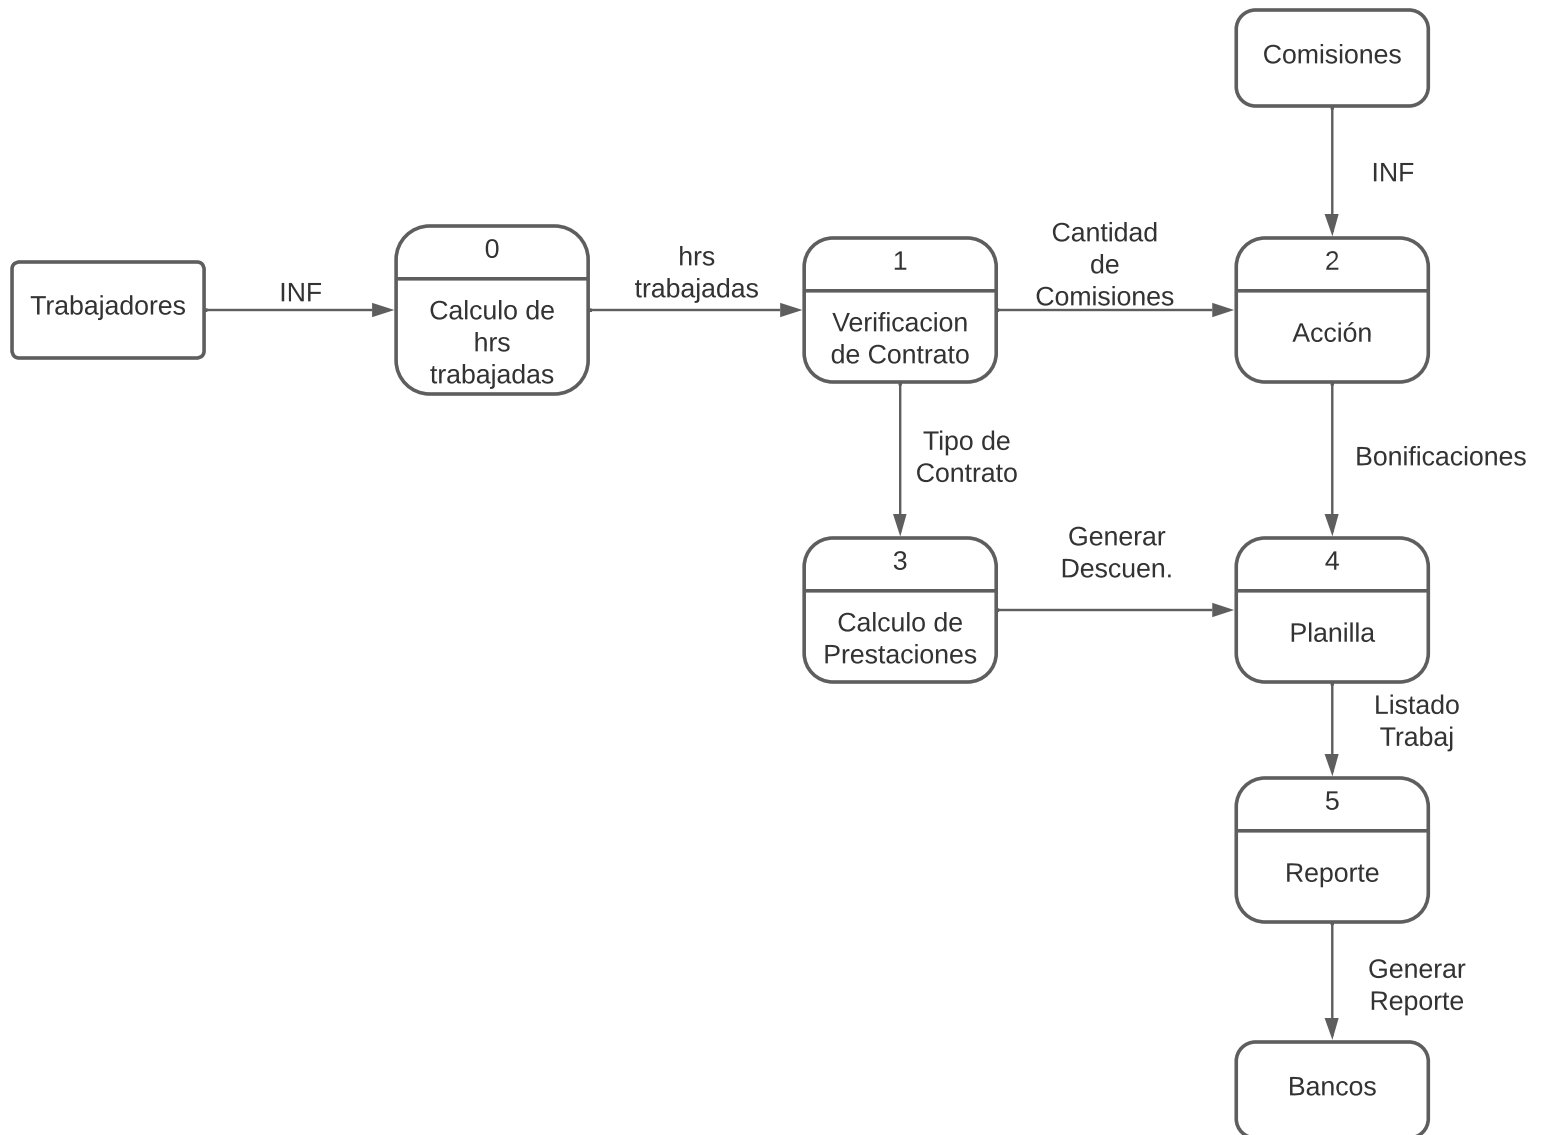 Comisiones
INF
Trabajadores
INF
0
Calculo de
hrs
trabajadas
hrs
trabajadas
1
Verificacion
de Contrato
Cantidad
de
Comisiones
2
Acción
Tipo de
Contrato
Bonificaciones
3
Calculo de
Prestaciones
Generar
Descuen.
4
Planilla
Listado
Trabaj
5
Reporte
Generar
Reporte
Bancos